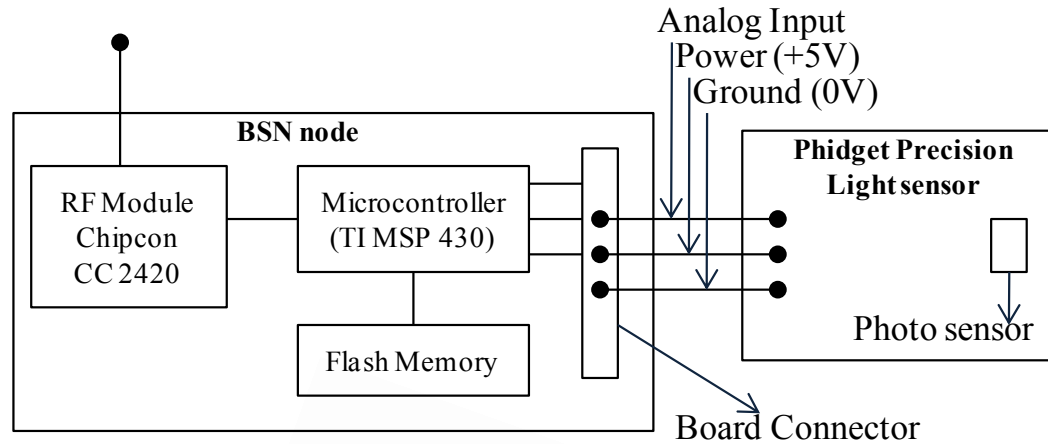 Analog Input
Power (+5V)
Ground (0V)
BSN node
RF Module
Chipcon
CC 2420
Microcontroller
(TI MSP 430)
Flash Memory
Phidget Precision
Light sensor
Photo sensor
Board Connector